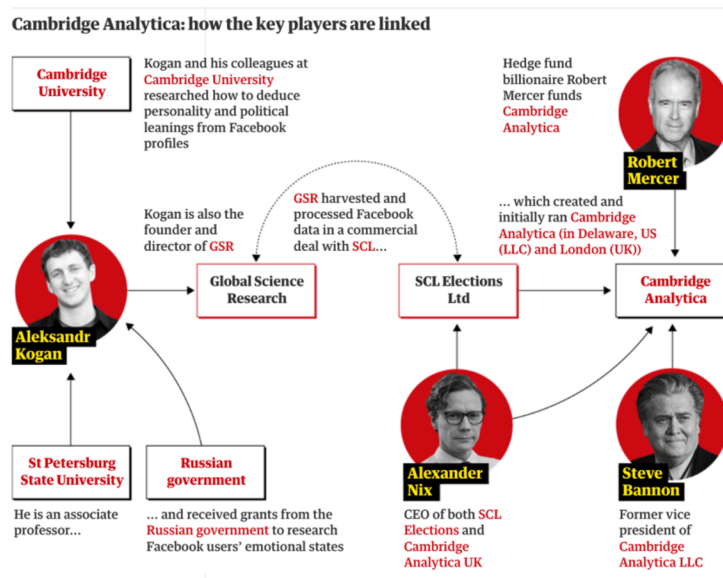 Cambridge Analytica: how the key players are linked
Cambridge
University
Kogan and his colleagues at
Cambridge University
researched how to deduce
personality and political
leanings from Facebook
profiles
Hedge fund
billionaire Robert
Mercer funds
Cambridge
Analytica
Robert
Mercer
Kogan is also the
founder and
director of GSR
GSR harvested and
processed Facebook
data in a commercial
deal with SCL...
... which created and
initially ran Cambridge
Analytica (in Delaware, US
(LLC) and London (UK))
Aleksandr
Kogan
Global Science
Research
SCL Elections
Ltd
Cambridge
Analytica
St Petersburg
State University
He is an associate
professor...
Russian
government
... and received grants from the
Russian government to research
Facebook users' emotional states
Alexander
Nix
CEO of both SCL
Elections and
Cambridge
Analytica UK
Steve
Bannon
Former vice
president of
Cambridge
Analytica LLC